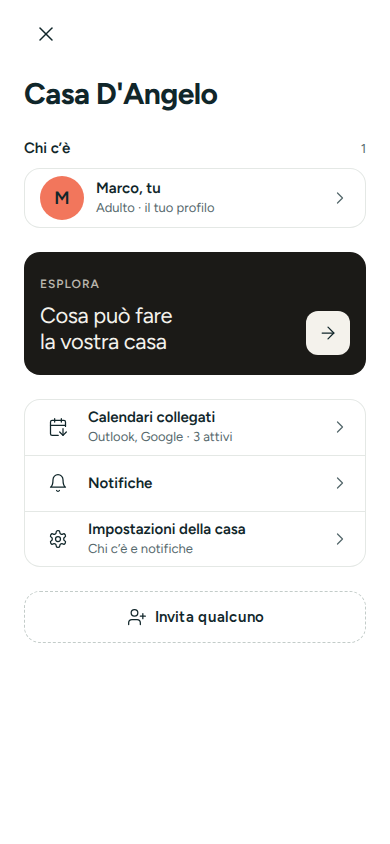 Casa D'Angelo
Chi c'è
1
M
Marco, tu
Adulto · il tuo profilo
ESPLORA
Cosa può fare
la vostra casa
Calendari collegati
Outlook, Google · 3 attivi
Notifiche
Impostazioni della casa
Chi c'è e notifiche
Invita qualcuno